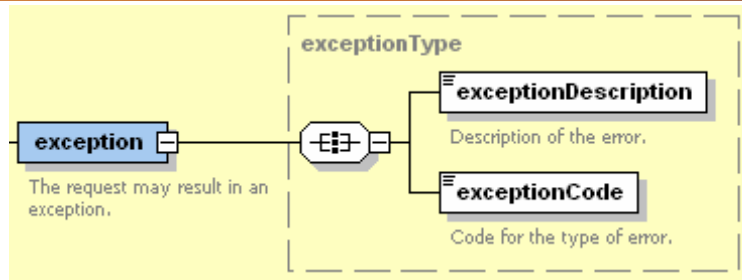 exceptionType
exceptionDescription
Description of the error.
exception
The request may result in an
exception.
exceptionCode
Code for the type of error.